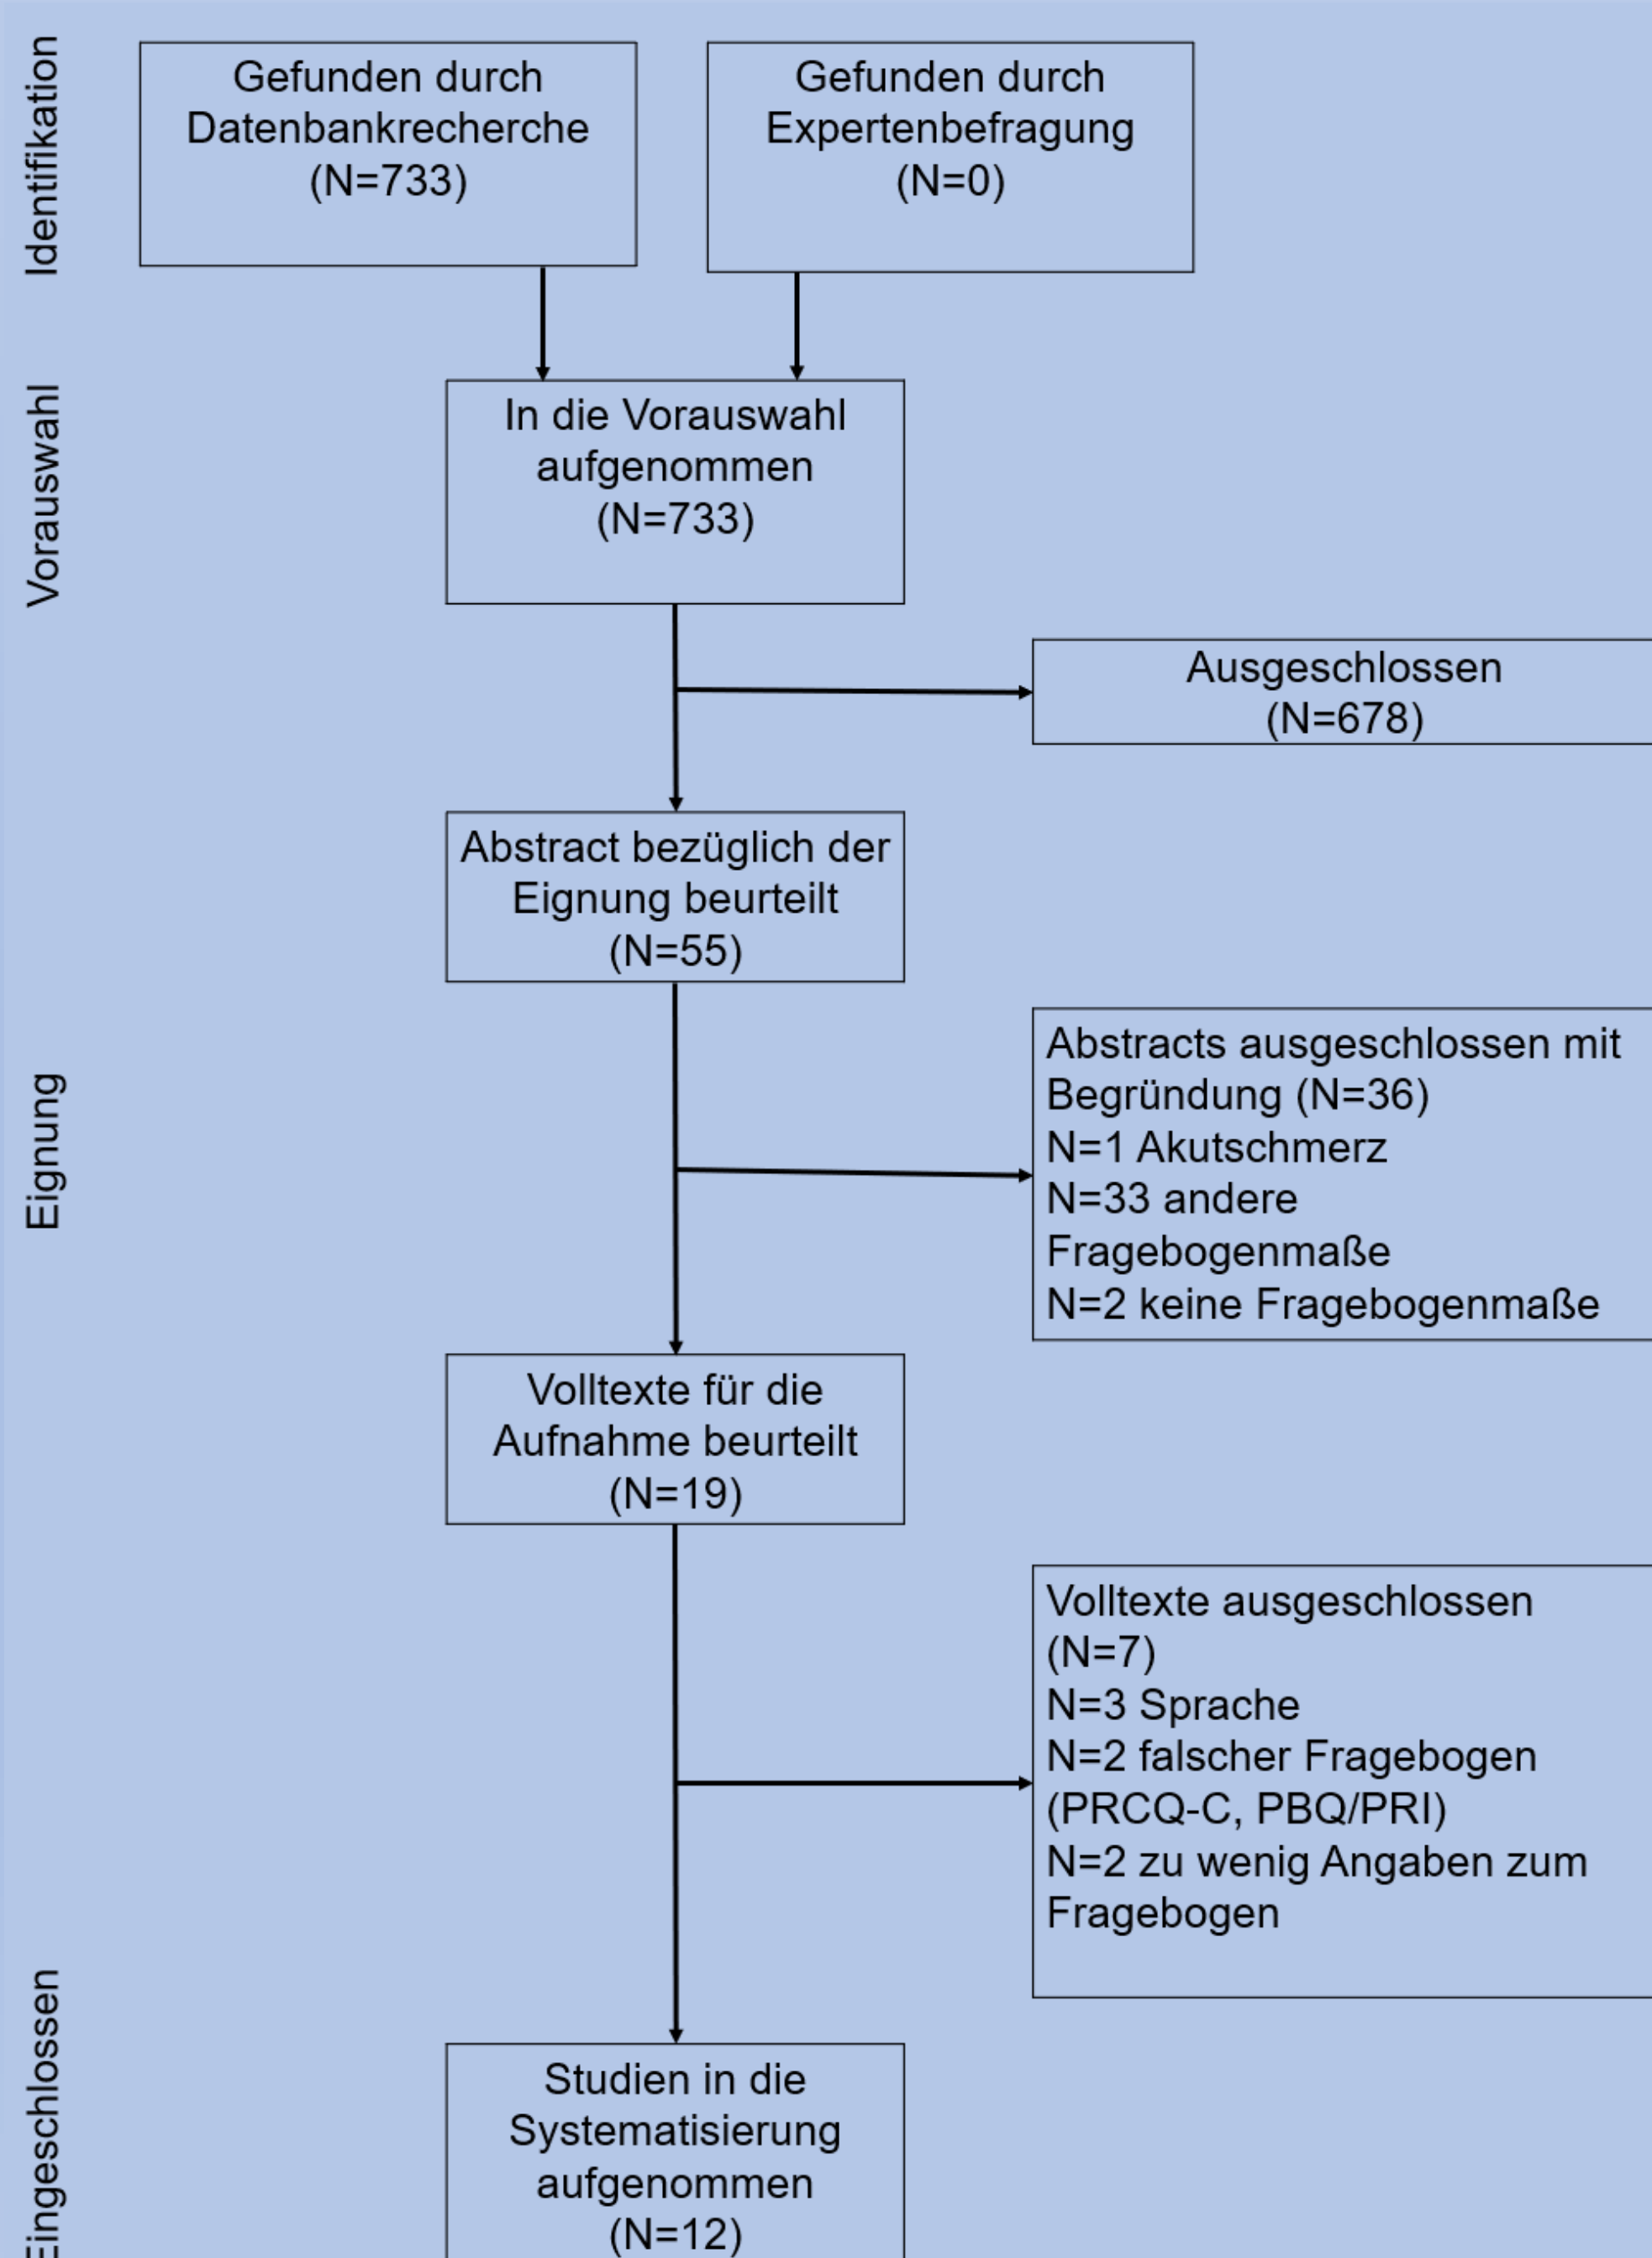 Identifikation
Gefunden durch
Datenbankrecherche
(N=733)
Gefunden durch
Expertenbefragung
(N=0)
Vorauswahl
In die Vorauswahl
aufgenommen
(N=733)
Ausgeschlossen
(N=678)
Abstract bezüglich der
Eignung beurteilt
(N=55)
Eignung
Abstracts ausgeschlossen mit
Begründung (N=36)
N=1 Akutschmerz
N=33 andere
Fragebogenmaße
N=2 keine Fragebogenmaße
Volltexte für die
Aufnahme beurteilt
(N=19)
Volltexte ausgeschlossen
(N=7)
N=3 Sprache
N=2 falscher Fragebogen
(PRCQ-C, PBQ/PRI)
N=2 zu wenig Angaben zum
Fragebogen
Eingeschlossen
Studien in die
Systematisierung
aufgenommen
(N=12)